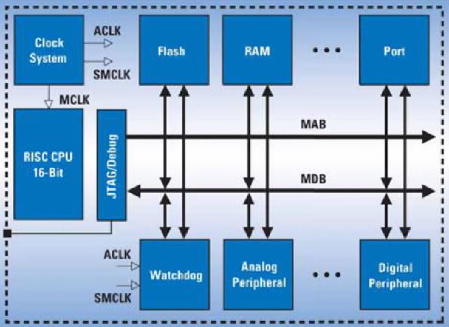 Clock
System
ACLK
SMCLK
Flash
RAM
Port
MCLK
RISC CPU
16-Bit
JTAG/Debug
MAB
MDB
ACLK
SMCLK
Watchdog
Analog
Peripheral
Digital
Peripheral